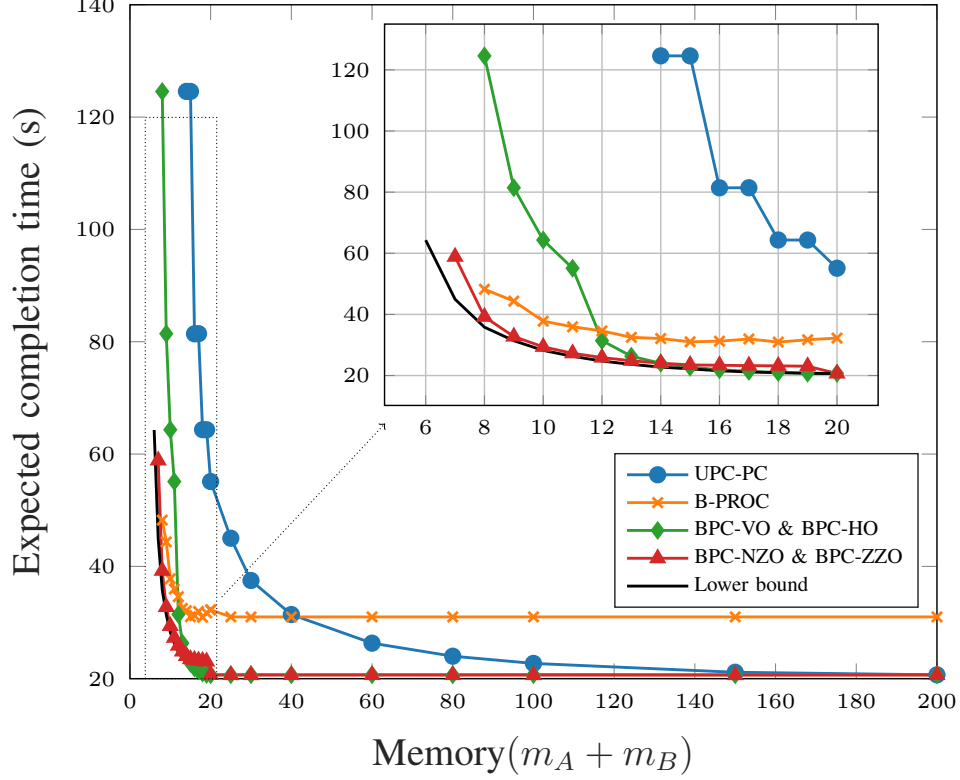 140
120
100
80
60
40
20
0 20 40 60 80 100 120 140 160 180 200
Expected completion time (s)
Memory(m_A + m_B)
120
100
80
60
40
20
6 8 10 12 14 16 18 20
UPC-PC
B-PROC
BPC-VO & BPC-HO
BPC-NZO & BPC-ZZO
Lower bound